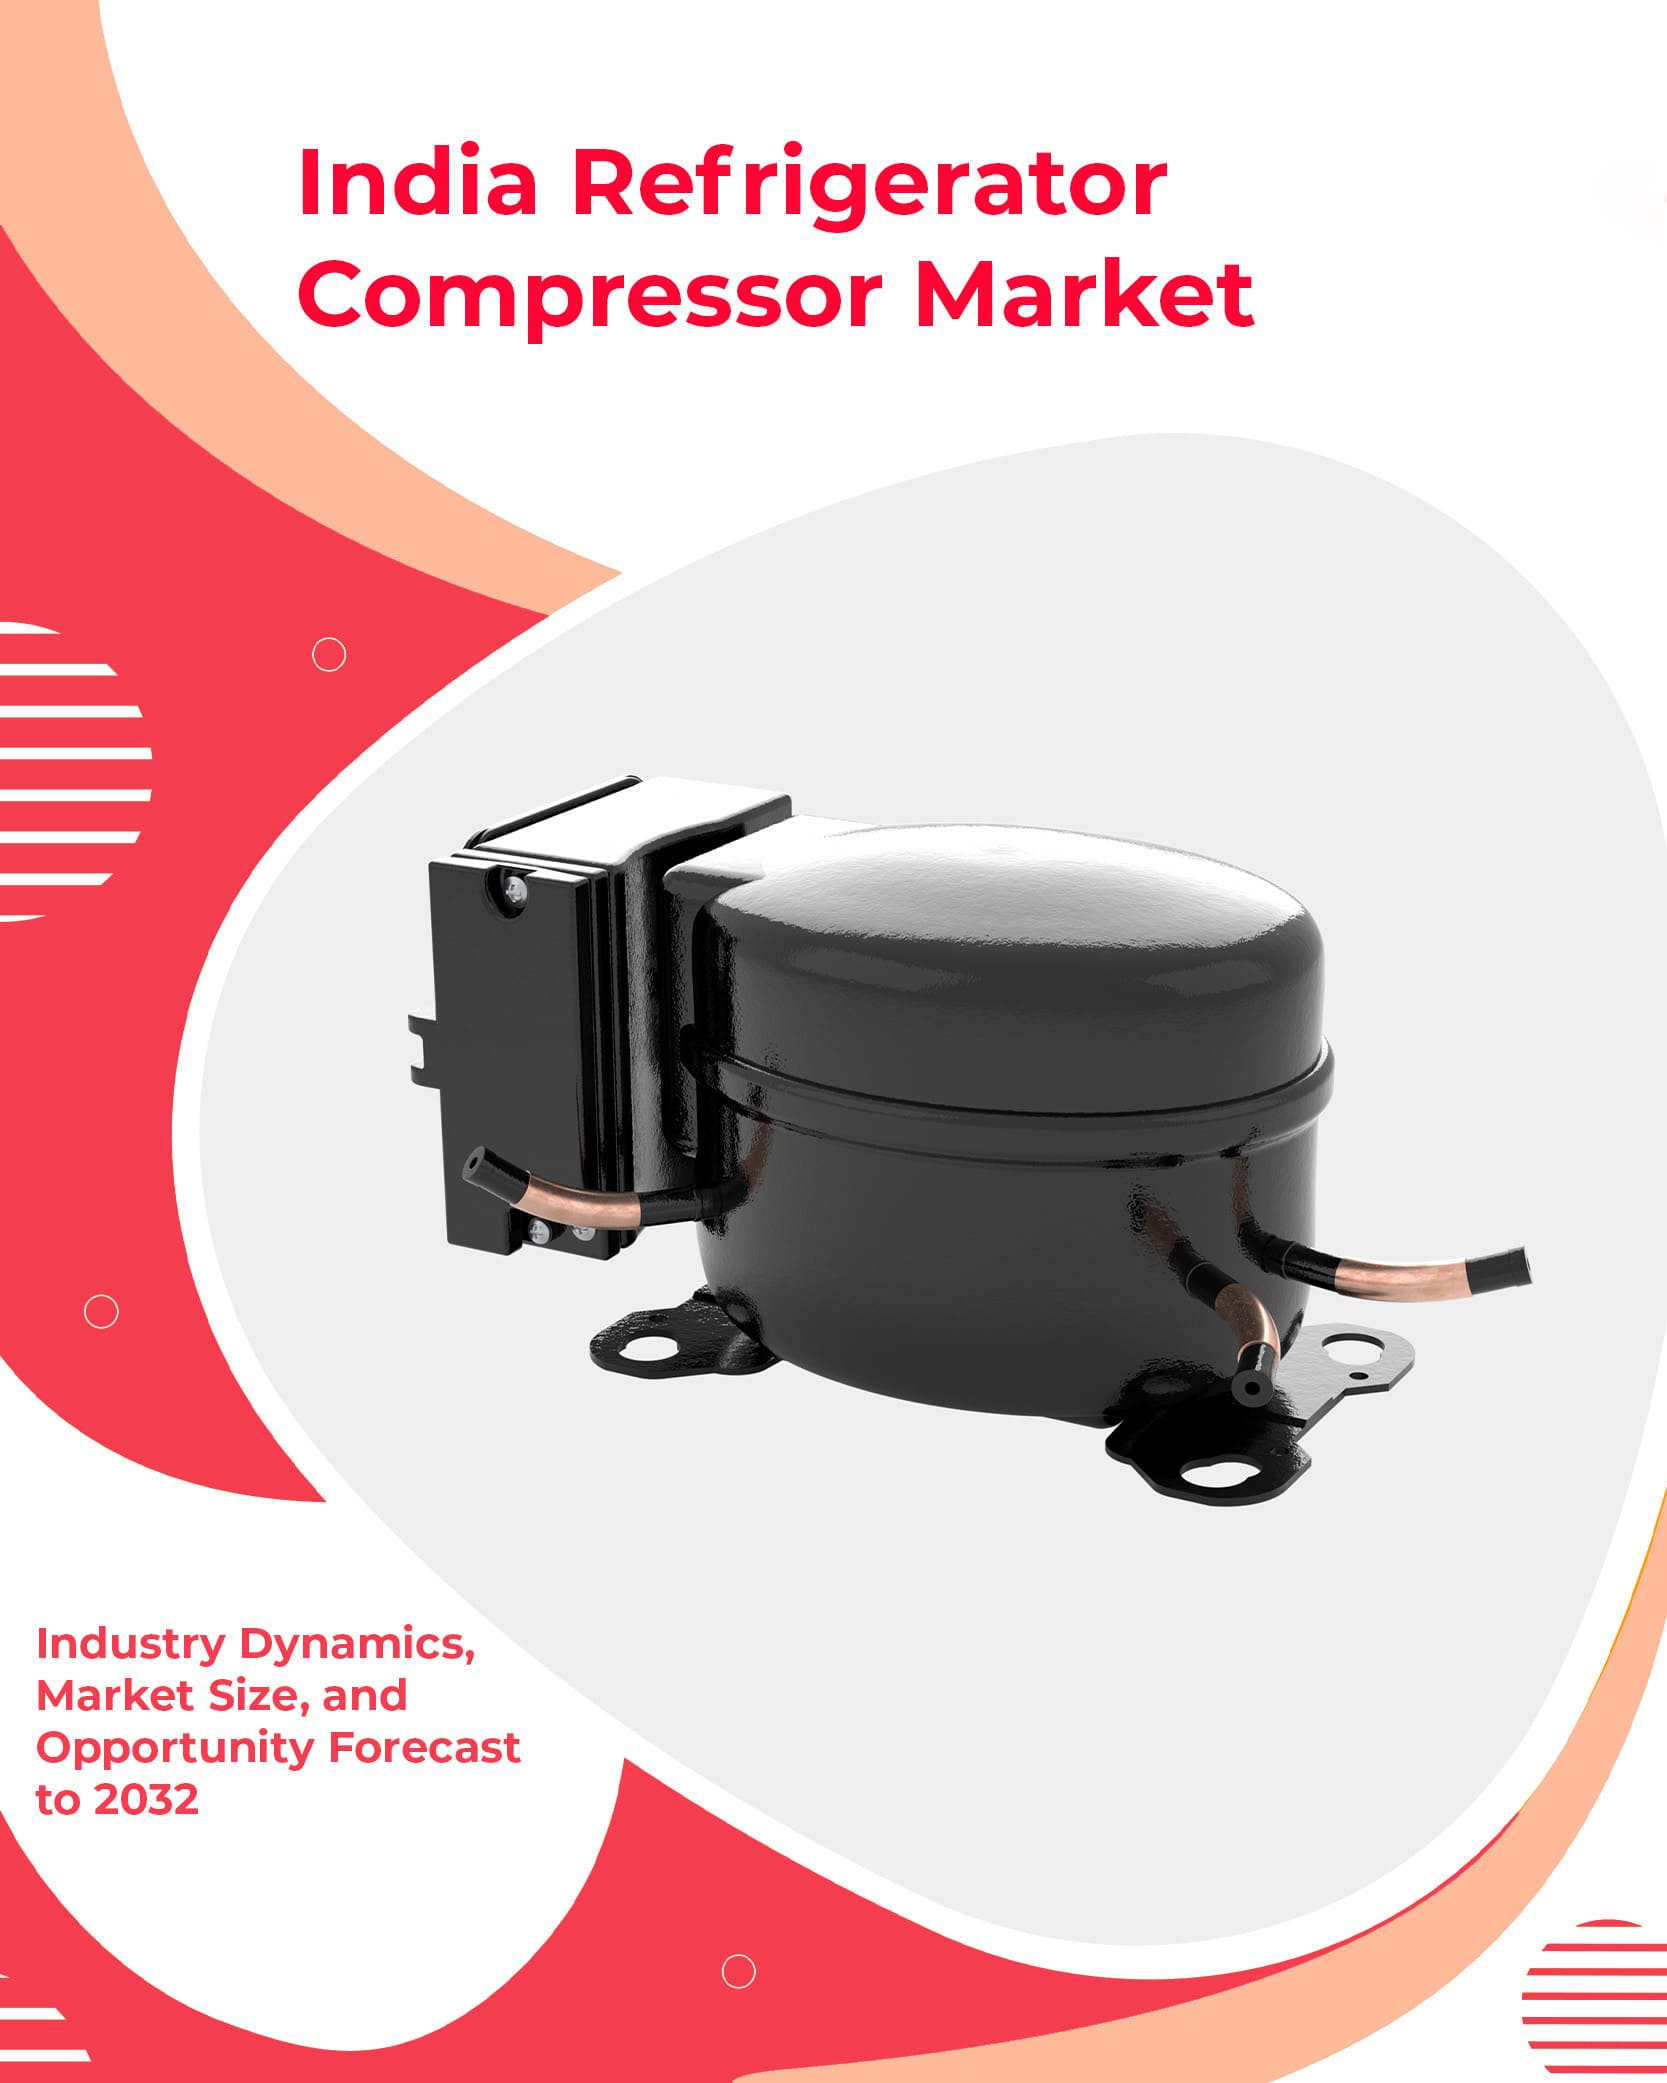 India Refrigerator
Compressor Market
Industry Dynamics,
Market Size, and
Opportunity Forecast
to 2032